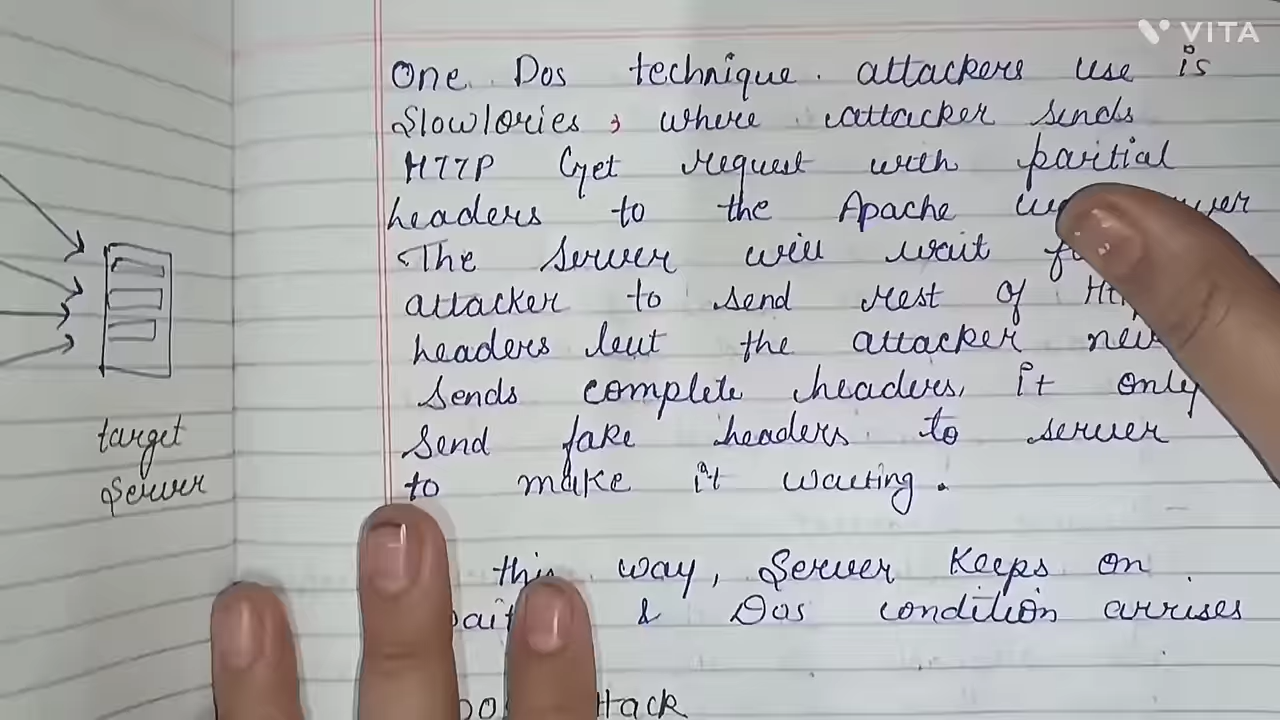 VITA
One Dos technique. attackers use is
Slowlories, where attacker sends
HTTP Get request with partial
headers to the Apache
The server will wait
attacker to send rest of
headers but the attacker
sends complete headers, it only
send fake headers to server
to make it waiting.
this way, Server Keeps on
& Dos condition arrises
target
server